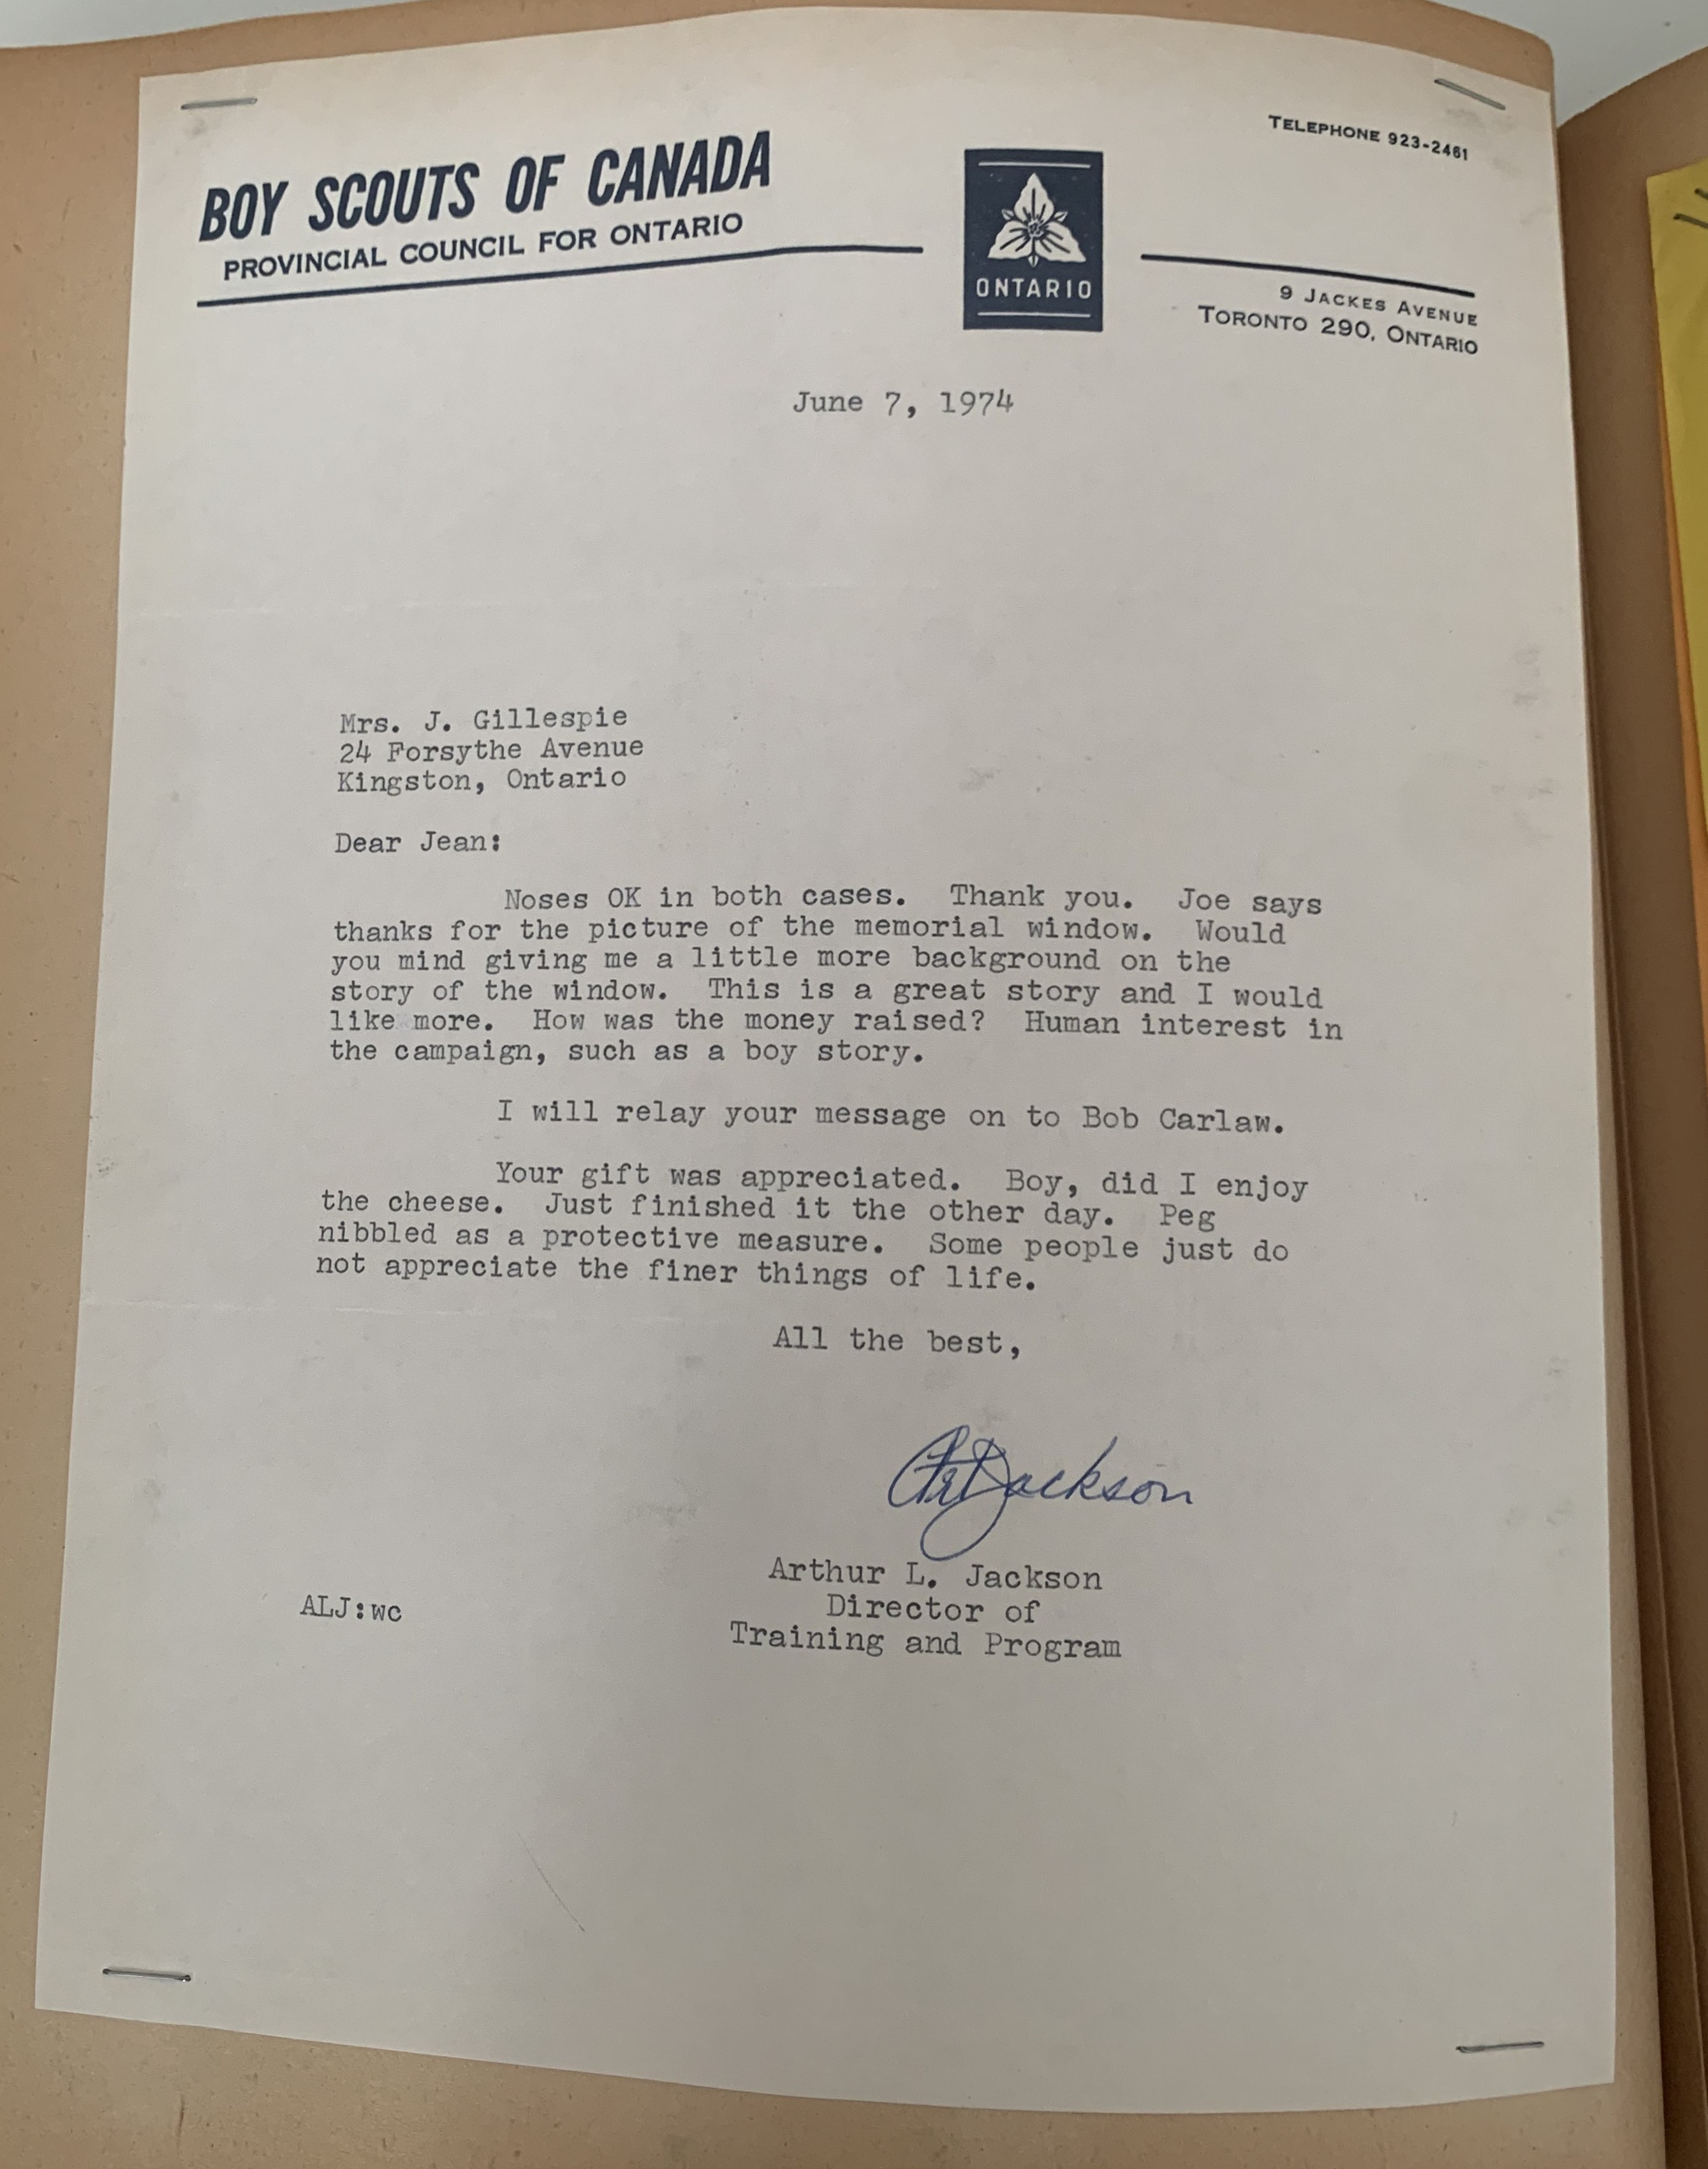 TELEPHONE 923-2461
BOY SCOUTS OF CANADA
PROVINCIAL COUNCIL FOR ONTARIO
ONTARIO
9 JACKES AVENUE
TORONTO 290, ONTARIO
June 7, 1974
Mrs. J. Gillespie
24 Forsythe Avenue
Kingston, Ontario
Dear Jean:
Noses OK in both cases. Thank you. Joe says
thanks for the picture of the memorial window. Would
you mind giving me a little more background on the
story of the window. This is a great story and I would
like more. How was the money raised? Human interest in
the campaign, such as a boy story.
I will relay your message on to Bob Carlaw.
Your gift was appreciated. Boy, did I enjoy
the cheese. Just finished it the other day. Peg
nibbled as a protective measure. Some people just do
not appreciate the finer things of life.
All the best,
Art Jackson
Arthur L. Jackson
Director of
Training and Program
ALJ:wc